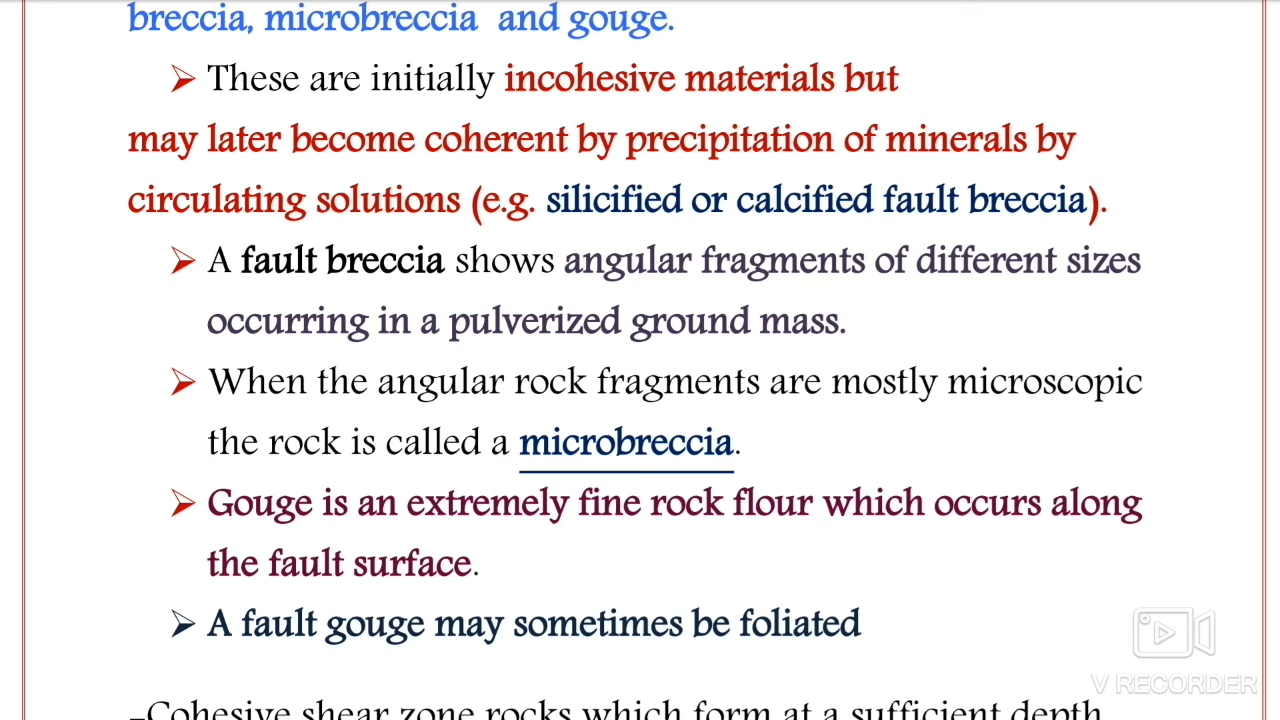 breccia, microbreccia and gouge.
➤ These are initially incohesive materials but
may later become coherent by precipitation of minerals by
circulating solutions (e.g. silicified or calcified fault breccia).
➤ A fault breccia shows angular fragments of different sizes
occurring in a pulverized ground mass.
➤ When the angular rock fragments are mostly microscopic
the rock is called a microbreccia.
➤ Gouge is an extremely fine rock flour which occurs along
the fault surface.
➤ A fault gouge may sometimes be foliated
–Cohesive shear zone rocks which form at a sufficient depth
V RECORDER